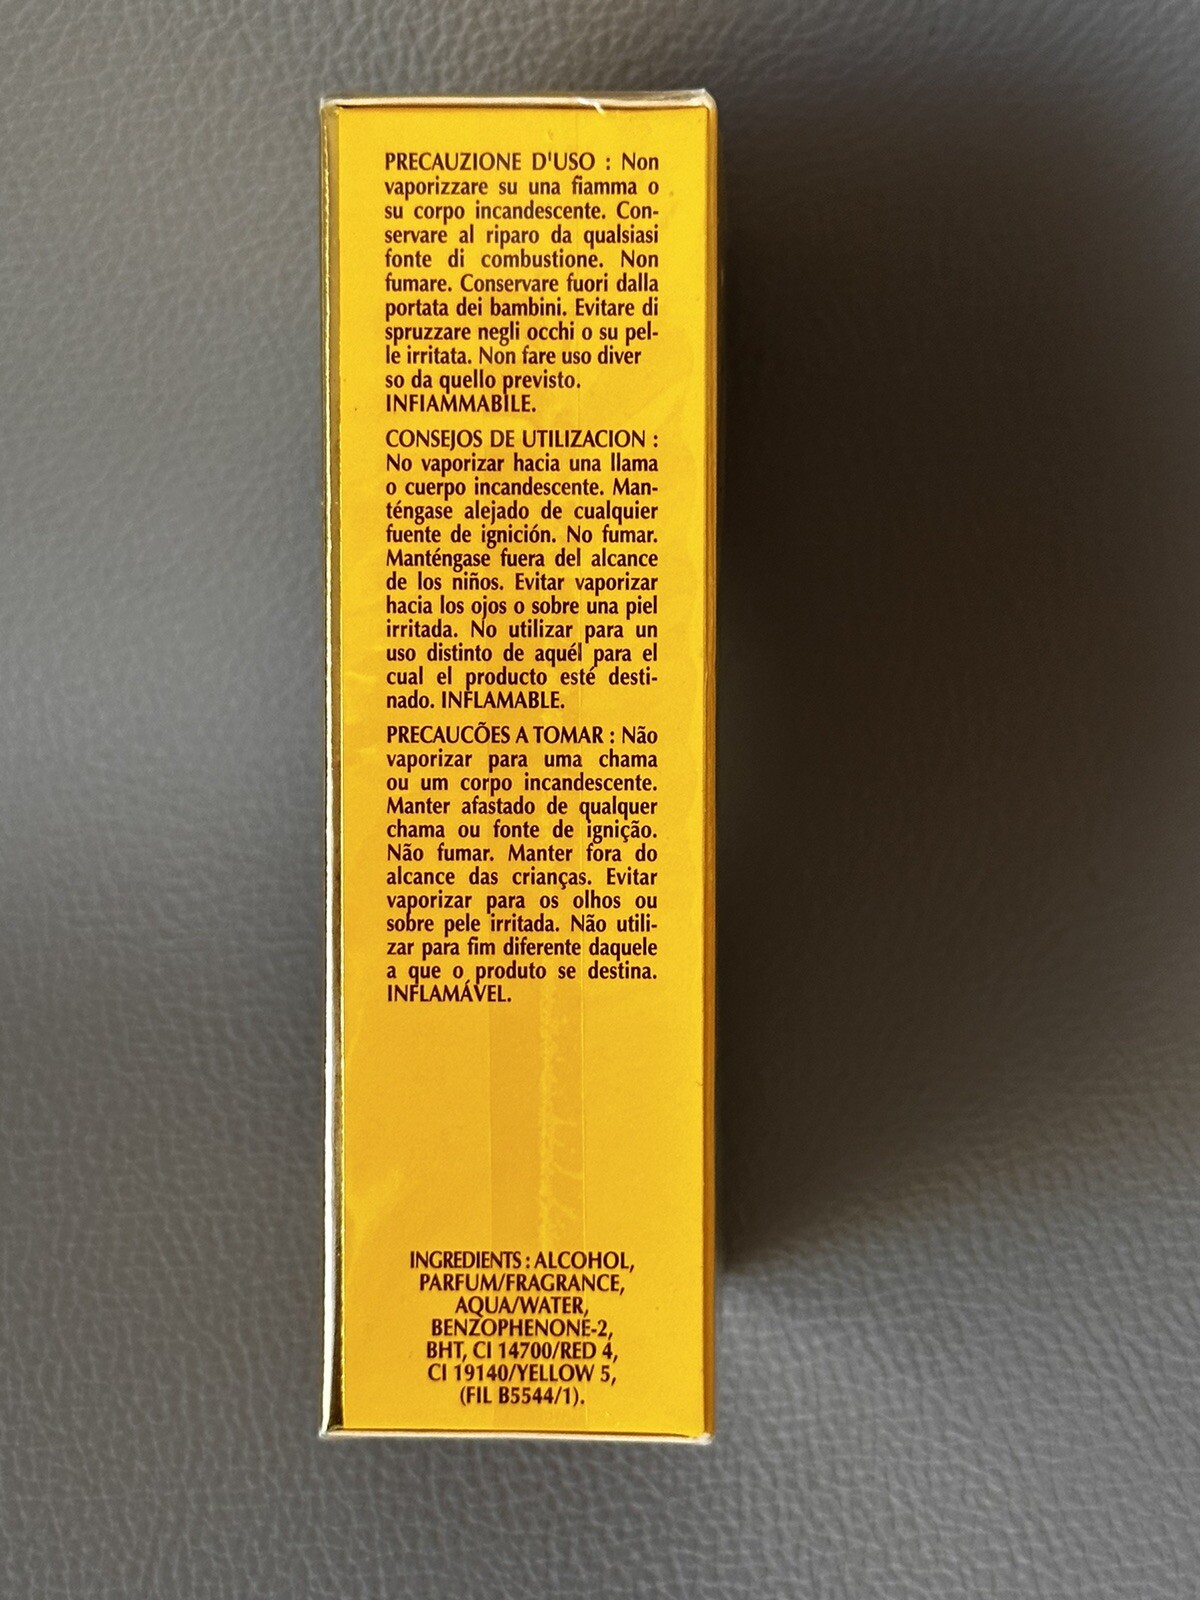 PRECAUZIONE D'USO : Non
vaporizzare su una fiamma o
su corpo incandescente. Con-
servare al riparo da qualsiasi
fonte di combustione. Non
fumare. Conservare fuori dalla
portata dei bambini. Evitare di
spruzzare negli occhi o su pel-
le irritata. Non fare uso diver
so da quello previsto.
INFIAMMABILE.
CONSEJOS DE UTILIZACION :
No vaporizar hacia una llama
o cuerpo incandescente. Man-
téngase alejado de cualquier
fuente de ignición. No fumar.
Manténgase fuera del alcance
de los niños. Evitar vaporizar
hacia los ojos o sobre una piel
irritada. No utilizar para un
uso distinto de aquél para el
cual el producto esté desti-
nado. INFLAMABLE.
PRECAUCÕES A TOMAR : Não
vaporizar para uma chama
ou um corpo incandescente.
Manter afastado de qualquer
chama ou fonte de ignição.
Não fumar. Manter fora do
alcance das crianças. Evitar
vaporizar para os olhos ou
sobre pele irritada. Não utili-
zar para fim diferente daquele
a que o produto se destina.
INFLAMÁVEL.
INGREDIENTS : ALCOHOL,
PARFUM/FRAGRANCE,
AQUA/WATER,
BENZOPHENONE-2,
BHT, CI 14700/RED 4,
CI 19140/YELLOW 5,
(FIL B5544/1).